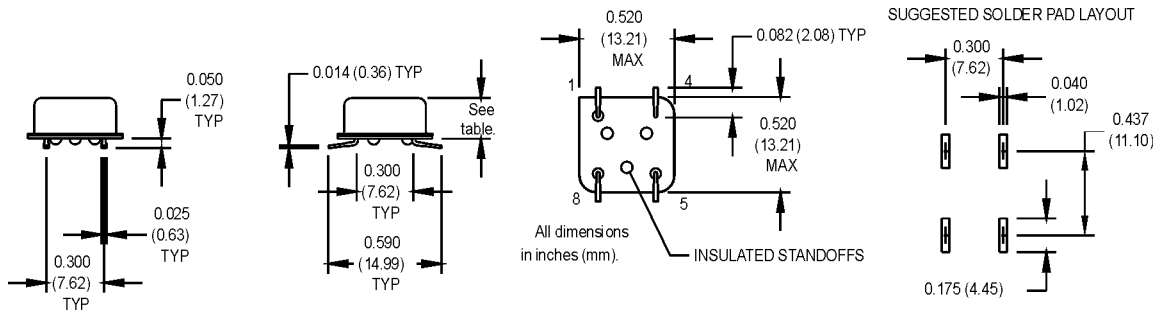 0.050
(1.27)
TYP
0.025
(0.63)
TYP
0.300
(7.62)
TYP
0.014 (0.36) TYP
See
table.
0.300
(7.62)
TYP
0.590
(14.99)
TYP
0.520
(13.21)
MAX
0.082 (2.08) TYP
1
4
0.520
(13.21)
MAX
8
5
All dimensions
in inches (mm).
INSULATED STANDOFFS
SUGGESTED SOLDER PAD LAYOUT
0.300
(7.62)
0.040
(1.02)
0.437
(11.10)
0.175 (4.45)